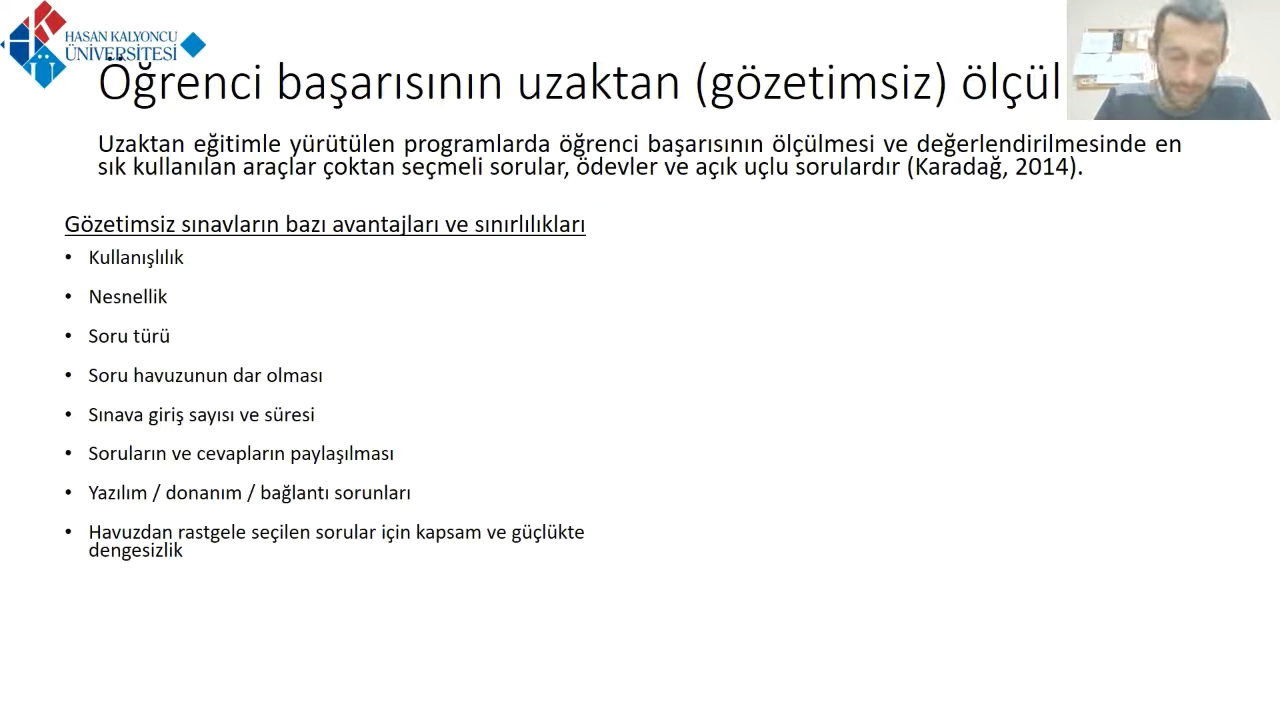 HASAN KALYONCU
ÜNİVERSİTESİ
Öğrenci başarısının uzaktan (gözetimsiz) ölçül
Uzaktan eğitimle yürütülen programlarda öğrenci başarısının ölçülmesi ve değerlendirilmesinde en
sık kullanılan araçlar çoktan seçmeli sorular, ödevler ve açık uçlu sorulardır (Karadağ, 2014).
Gözetimsiz sınavların bazı avantajları ve sınırlılıkları
• Kullanışlılık
• Nesnellik
• Soru türü
• Soru havuzunun dar olması
• Sınava giriş sayısı ve süresi
• Soruların ve cevapların paylaşılması
• Yazılım / donanım / bağlantı sorunları
• Havuzdan rastgele seçilen sorular için kapsam ve güçlükte
dengesizlik